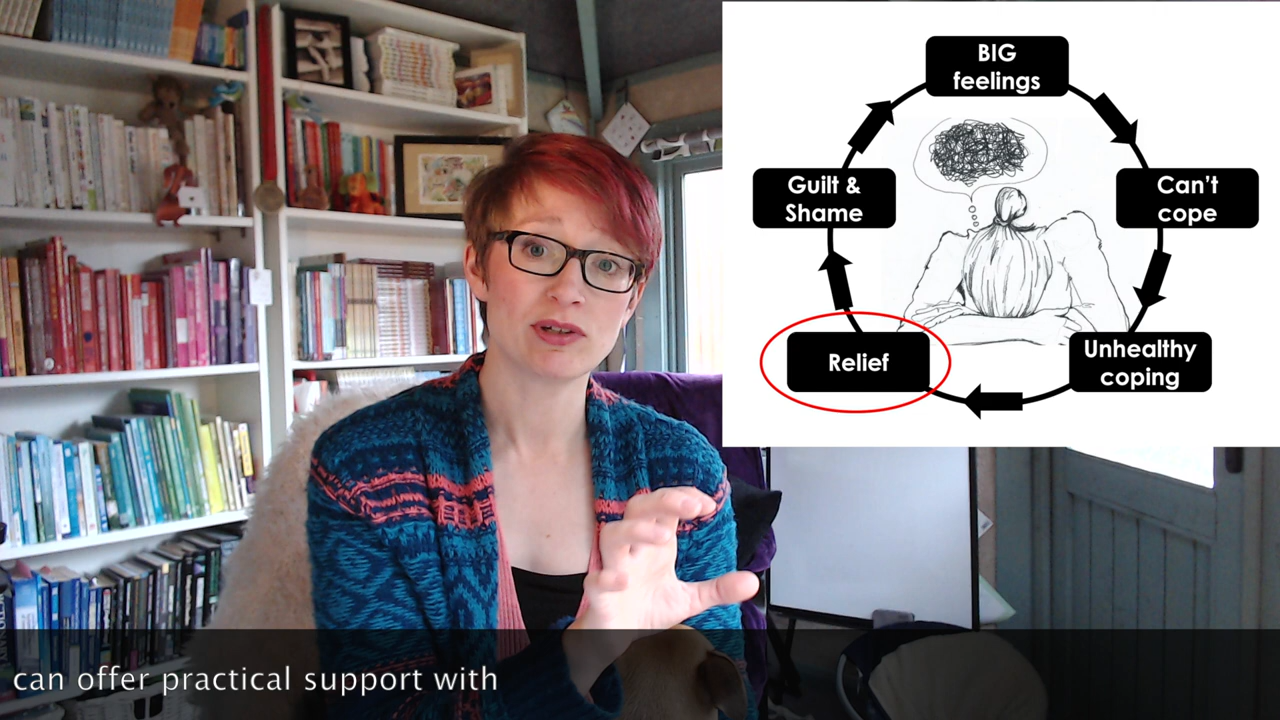 BIG
feelings
Can't
cope
Unhealthy
coping
Relief
Guilt &
Shame
can offer practical support with